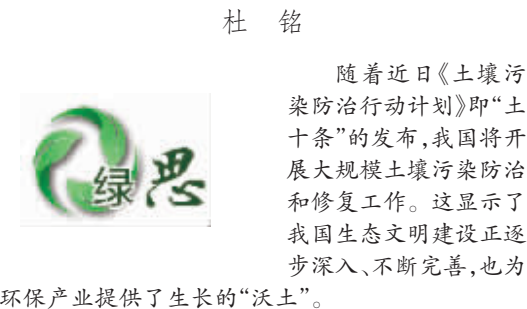 杜 铭
绿思
随着近日《土壤污
染防治行动计划》即“土
十条”的发布,我国将开
展大规模土壤污染防治
和修复工作。这显示了
我国生态文明建设正逐
步深入、不断完善,也为
环保产业提供了生长的“沃土”。